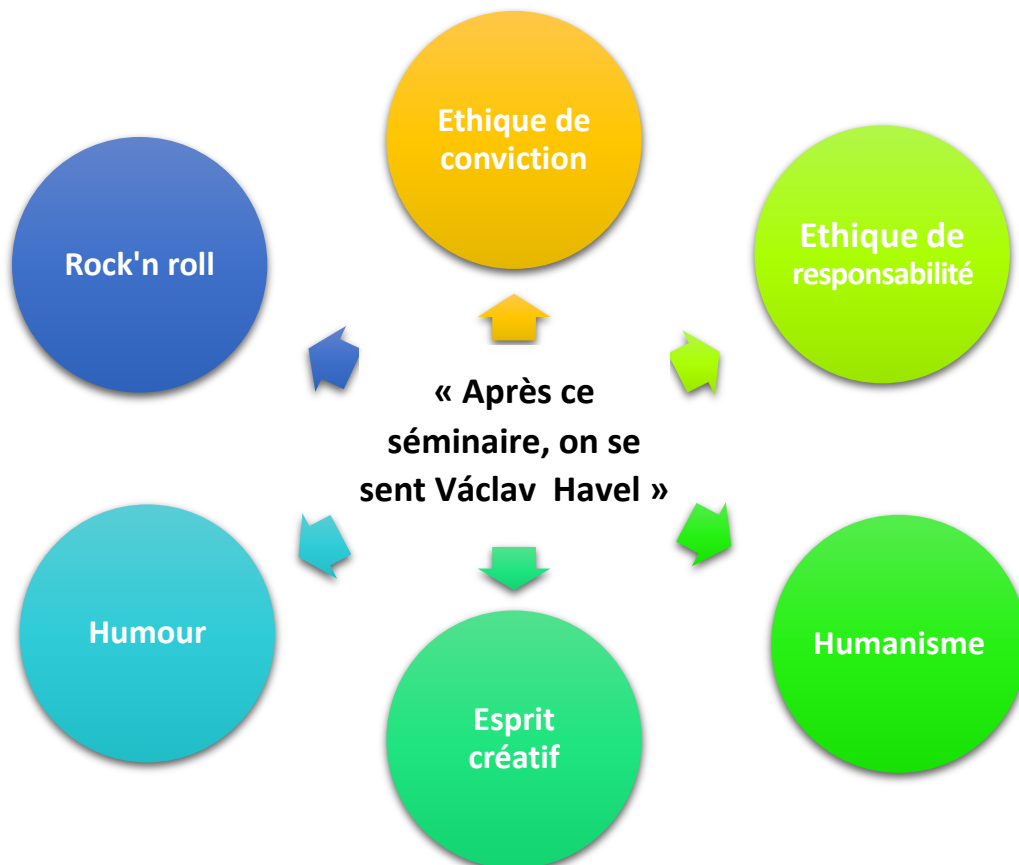 Ethique de
conviction
Rock'n roll
Ethique de
responsabilité
« Après ce
séminaire, on se
sent Václav  Havel »
Humour
Humanisme
Esprit
créatif